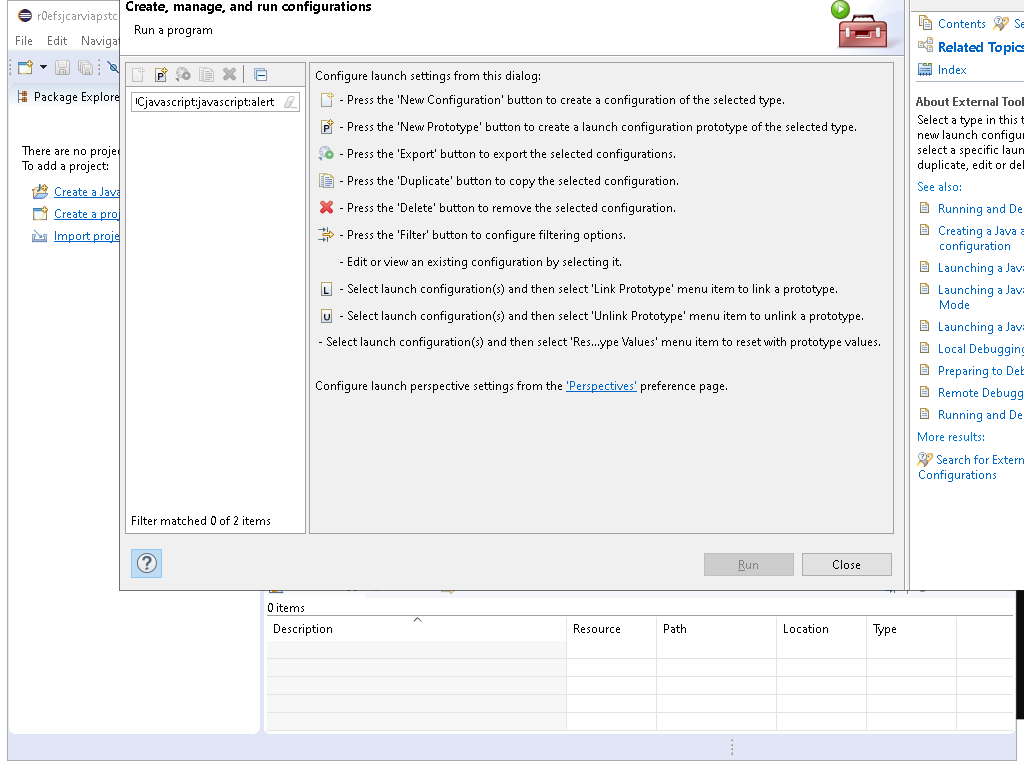 r0efsjcarviapstc
File Edit Naviga
Package Explore
There are no projec
To add a project:
Create a Java
Create a proj
Import proje
Create, manage, and run configurations
Run a program
Cjavascript:javascript:alert
Filter matched 0 of 2 items
Configure launch settings from this dialog:
- Press the 'New Configuration' button to create a configuration of the selected type.
- Press the 'New Prototype' button to create a launch configuration prototype of the selected type.
- Press the 'Export' button to export the selected configurations.
- Press the 'Duplicate' button to copy the selected configuration.
- Press the 'Delete' button to remove the selected configuration.
- Press the 'Filter' button to configure filtering options.
- Edit or view an existing configuration by selecting it.
- Select launch configuration(s) and then select 'Link Prototype' menu item to link a prototype.
- Select launch configuration(s) and then select 'Unlink Prototype' menu item to unlink a prototype.
- Select launch configuration(s) and then select 'Res...ype Values' menu item to reset with prototype values.
Configure launch perspective settings from the 'Perspectives' preference page.
Run
Close
Contents Se
Related Topics
Index
About External Tool
Select a type in this t
new launch configur
select a specific laun
duplicate, edit or del
See also:
Running and De
Creating a Java a
configuration
Launching a Java
Launching a Java
Mode
Launching a Java
Local Debugging
Preparing to Deb
Remote Debugg
Running and De
More results:
Search for Extern
Configurations
0 items
Description Resource Path Location Type